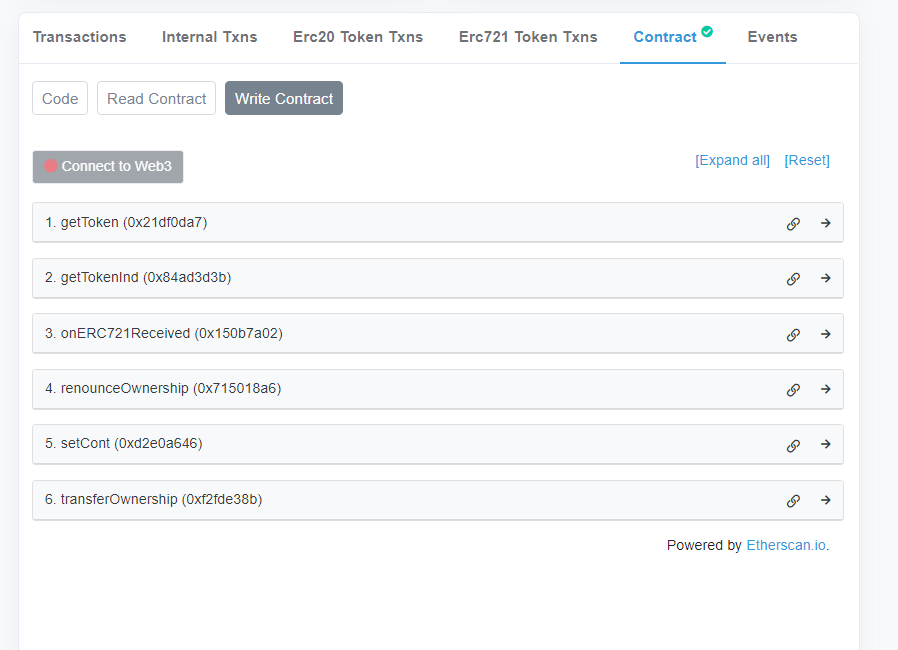 Transactions Internal Txns Erc20 Token Txns Erc721 Token Txns Contract Events
Code Read Contract Write Contract
Connect to Web3 [Expand all] [Reset]
1. getToken (0x21df0da7)
2. getTokenInd (0x84ad3d3b)
3. onERC721Received (0x150b7a02)
4. renounceOwnership (0x715018a6)
5. setCont (0xd2e0a646)
6. transferOwnership (0xf2fde38b)
Powered by Etherscan.io.